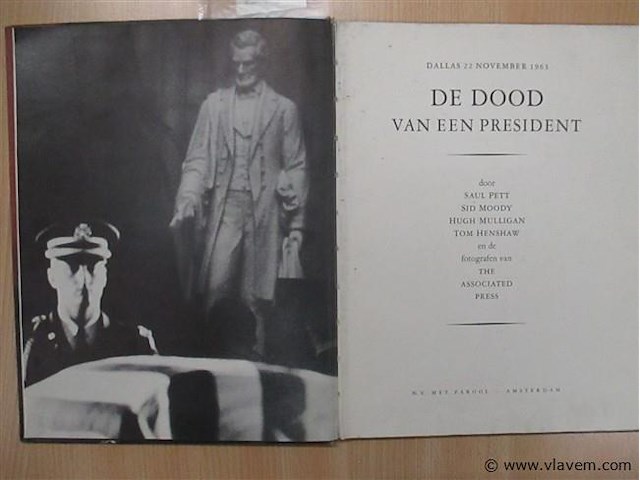 DALLAS 22 NOVEMBER 1963
DE DOOD
VAN EEN PRESIDENT
door
SAUL PETT
SID MOODY
HUGH MULLIGAN
TOM HENSHAW
en de
fotografen van
THE
ASSOCIATED
PRESS
N.V. HET PAROOL - AMSTERDAM
© www.vlavem.com